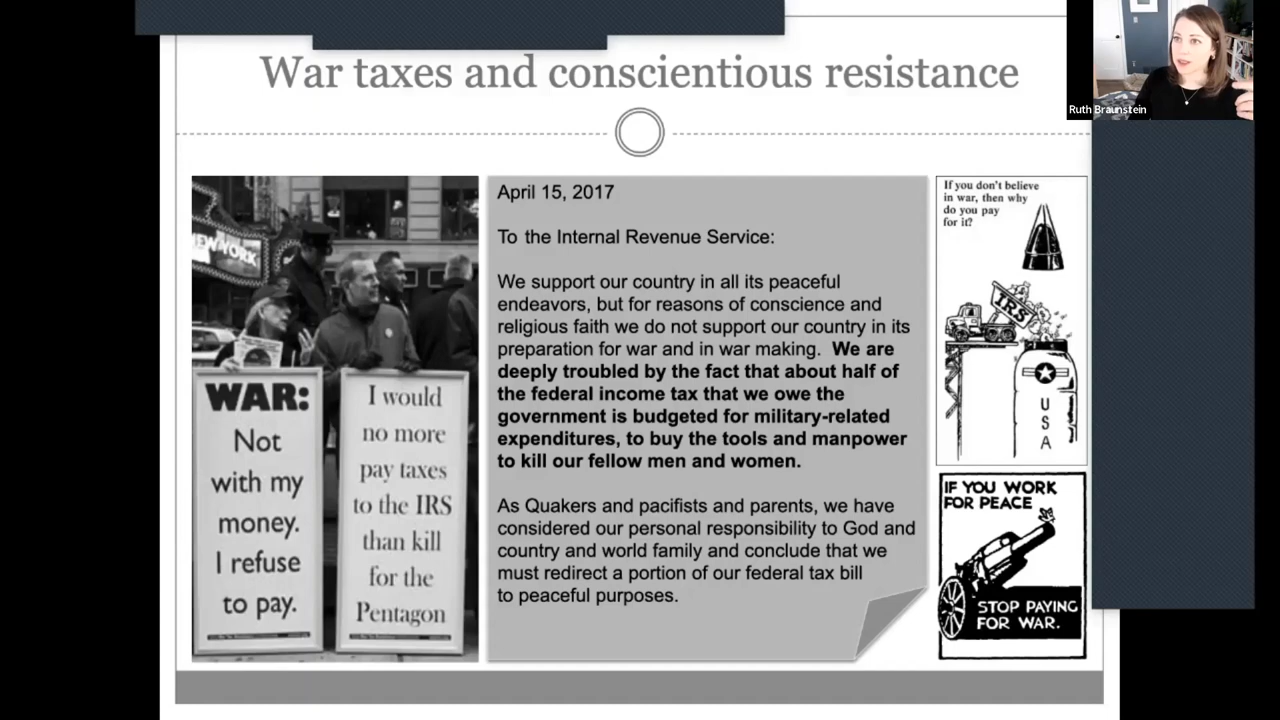 War taxes and conscientious resistance
Ruth Braunstein
NEW YORK
WAR:
Not
with my
money.
I refuse
to pay.
I would
no more
pay taxes
to the IRS
than kill
for the
Pentagon
April 15, 2017
To the Internal Revenue Service:
We support our country in all its peaceful
endeavors, but for reasons of conscience and
religious faith we do not support our country in its
preparation for war and in war making. We are
deeply troubled by the fact that about half of
the federal income tax that we owe the
government is budgeted for military-related
expenditures, to buy the tools and manpower
to kill our fellow men and women.
As Quakers and pacifists and parents, we have
considered our personal responsibility to God and
country and world family and conclude that we
must redirect a portion of our federal tax bill
to peaceful purposes.
If you don't believe
in war, then why
do you pay
for it?
IRS
U
S
A
IF YOU WORK
FOR PEACE
STOP PAYING
FOR WAR.